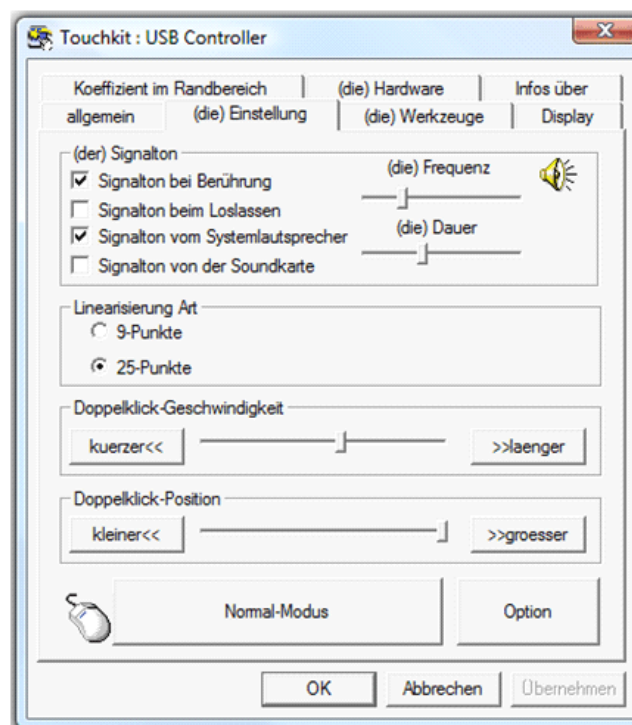 Touchkit : USB Controller
Koeffizient im Randbereich (die) Hardware Infos über
allgemein (die) Einstellung (die) Werkzeuge Display
(der) Signalton
(die) Frequenz
Signalton bei Berührung
Signalton beim Loslassen
(die) Dauer
Signalton vom Systemlautsprecher
Signalton von der Soundkarte
Linearisierung Art
9-Punkte
25-Punkte
Doppelklick-Geschwindigkeit
kuerzer<< >>laenger
Doppelklick-Position
kleiner<< >>groesser
Normal-Modus Option
OK Abbrechen Übernehmen